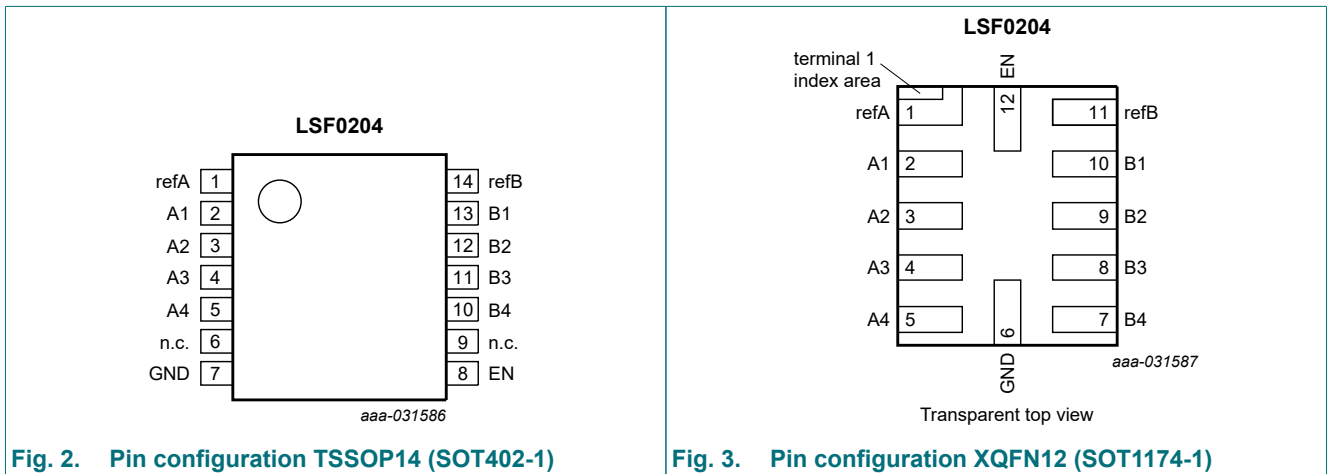 LSF0204
refA 1 14 refB
A1 2 13 B1
A2 3 12 B2
A3 4 11 B3
A4 5 10 B4
n.c. 6 9 n.c.
GND 7 8 EN
aaa-031586
Fig. 2. Pin configuration TSSOP14 (SOT402-1)
LSF0204
terminal 1
index area
EN
12
refA 1 11 refB
A1 2 10 B1
A2 3 9 B2
A3 4 8 B3
A4 5 7 B4
6
GND
aaa-031587
Transparent top view
Fig. 3. Pin configuration XQFN12 (SOT1174-1)